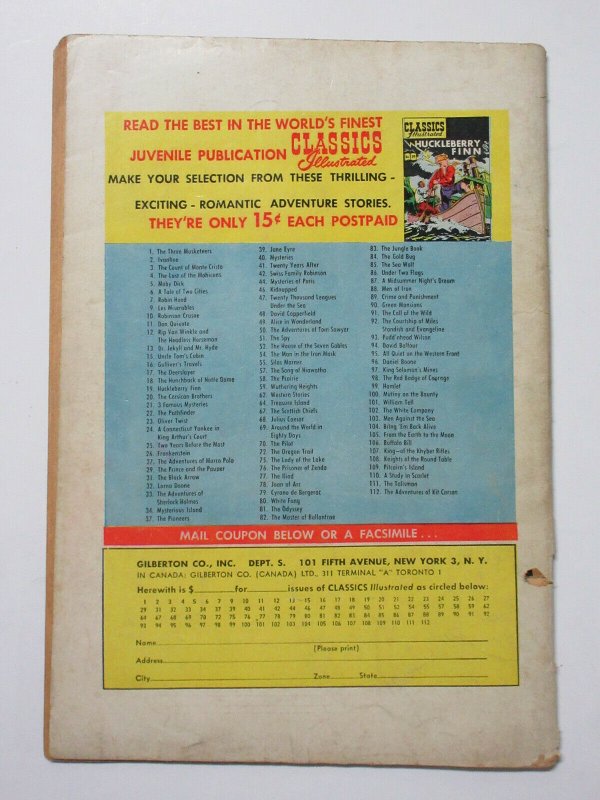 READ THE BEST IN THE WORLD'S FINEST
JUVENILE PUBLICATION CLASSICS Illustrated
MAKE YOUR SELECTION FROM THESE THRILLING -
EXCITING - ROMANTIC ADVENTURE STORIES.
THEY'RE ONLY 15¢ EACH POSTPAID
CLASSICS
Illustrated
HUCKLEBERRY
FINN
1. The Three Musketeers
2. Ivanhoe
3. The Count of Monte Cristo
4. The Last of the Mohicans
5. Moby Dick
6. A Tale of Two Cities
7. Robin Hood
9. Les Miserables
10. Robinson Crusoe
11. Don Quixote
12. Rip Van Winkle and
The Headless Horseman
13. Dr. Jekyll and Mr. Hyde
15. Uncle Tom's Cabin
16. Gulliver's Travels
17. The Deerslayer
18. The Hunchback of Notre Dame
19. Huckleberry Finn
20. The Corsican Brothers
21. 3 Famous Mysteries
22. The Pathfinder
23. Oliver Twist
24. A Connecticut Yankee in
King Arthur's Court
25. Two Years Before the Mast
26. Frankenstein
27. The Adventures of Marco Polo
29. The Prince and the Pauper
31. The Black Arrow
32. Lorna Doone
33. The Adventures of
Sherlock Holmes
34. Mysterious Island
37. The Pioneers
39. Jane Eyre
40. Mysteries
41. Twenty Years After
42. Swiss Family Robinson
44. Mysteries of Paris
46. Kidnapped
47. Twenty Thousand Leagues
Under the Sea
48. David Copperfield
49. Alice in Wonderland
50. The Adventures of Tom Sawyer
51. The Spy
52. The House of the Seven Gables
54. The Man in the Iron Mask
55. Silas Marner
57. The Song of Hiawatha
58. The Prairie
59. Wuthering Heights
62. Western Stories
64. Treasure Island
67. The Scottish Chiefs
68. Julius Caesar
69. Around the World in
Eighty Days
70. The Pilot
72. The Oregon Trail
75. The Lady of the Lake
76. The Prisoner of Zenda
77. The Iliad
78. Joan of Arc
79. Cyrano de Bergerac
80. White Fang
81. The Odyssey
82. The Master of Ballantrae
83. The Jungle Book
84. The Gold Bug
85. The Sea Wolf
86. Under Two Flags
87. A Midsummer Night's Dream
88. Men of Iron
89. Crime and Punishment
90. Green Mansions
91. The Call of the Wild
92. The Courtship of Miles
Standish and Evangeline
93. Pudd'nhead Wilson
94. David Balfour
95. All Quiet on the Western Front
96. Daniel Boone
97. King Solomon's Mines
98. The Red Badge of Courage
99. Hamlet
100. Mutiny on the Bounty
101. William Tell
102. The White Company
103. Men Against the Sea
104. Bring 'Em Back Alive
105. From the Earth to the Moon
106. Buffalo Bill
107. King—of the Khyber Rifles
108. Knights of the Round Table
109. Pitcairn's Island
110. A Study in Scarlet
111. The Talisman
112. The Adventures of Kit Carson
MAIL COUPON BELOW OR A FACSIMILE...
GILBERTON CO., INC. DEPT. S. 101 FIFTH AVENUE, NEW YORK 3, N. Y.
IN CANADA: GILBERTON CO. (CANADA) LTD., 311 TERMINAL "A" TORONTO 1
Herewith is $ for issues of CLASSICS Illustrated as circled below:
1 2 3 4 5 6 7 9 10 11 12 13 15 16 17 18 19 20 21 22 23 24 25 26 27
29 31 32 33 34 37 39 40 41 42 44 46 47 48 49 50 51 52 54 55 57 58 59 62
64 67 68 69 70 72 75 76 77 78 79 80 81 82 83 84 85 86 87 88 89 90 91 92
93 94 95 96 97 98 99 100 101 102 103 104 105 106 107 108 109 110 111 112
Name
(Please print)
Address
City Zone State